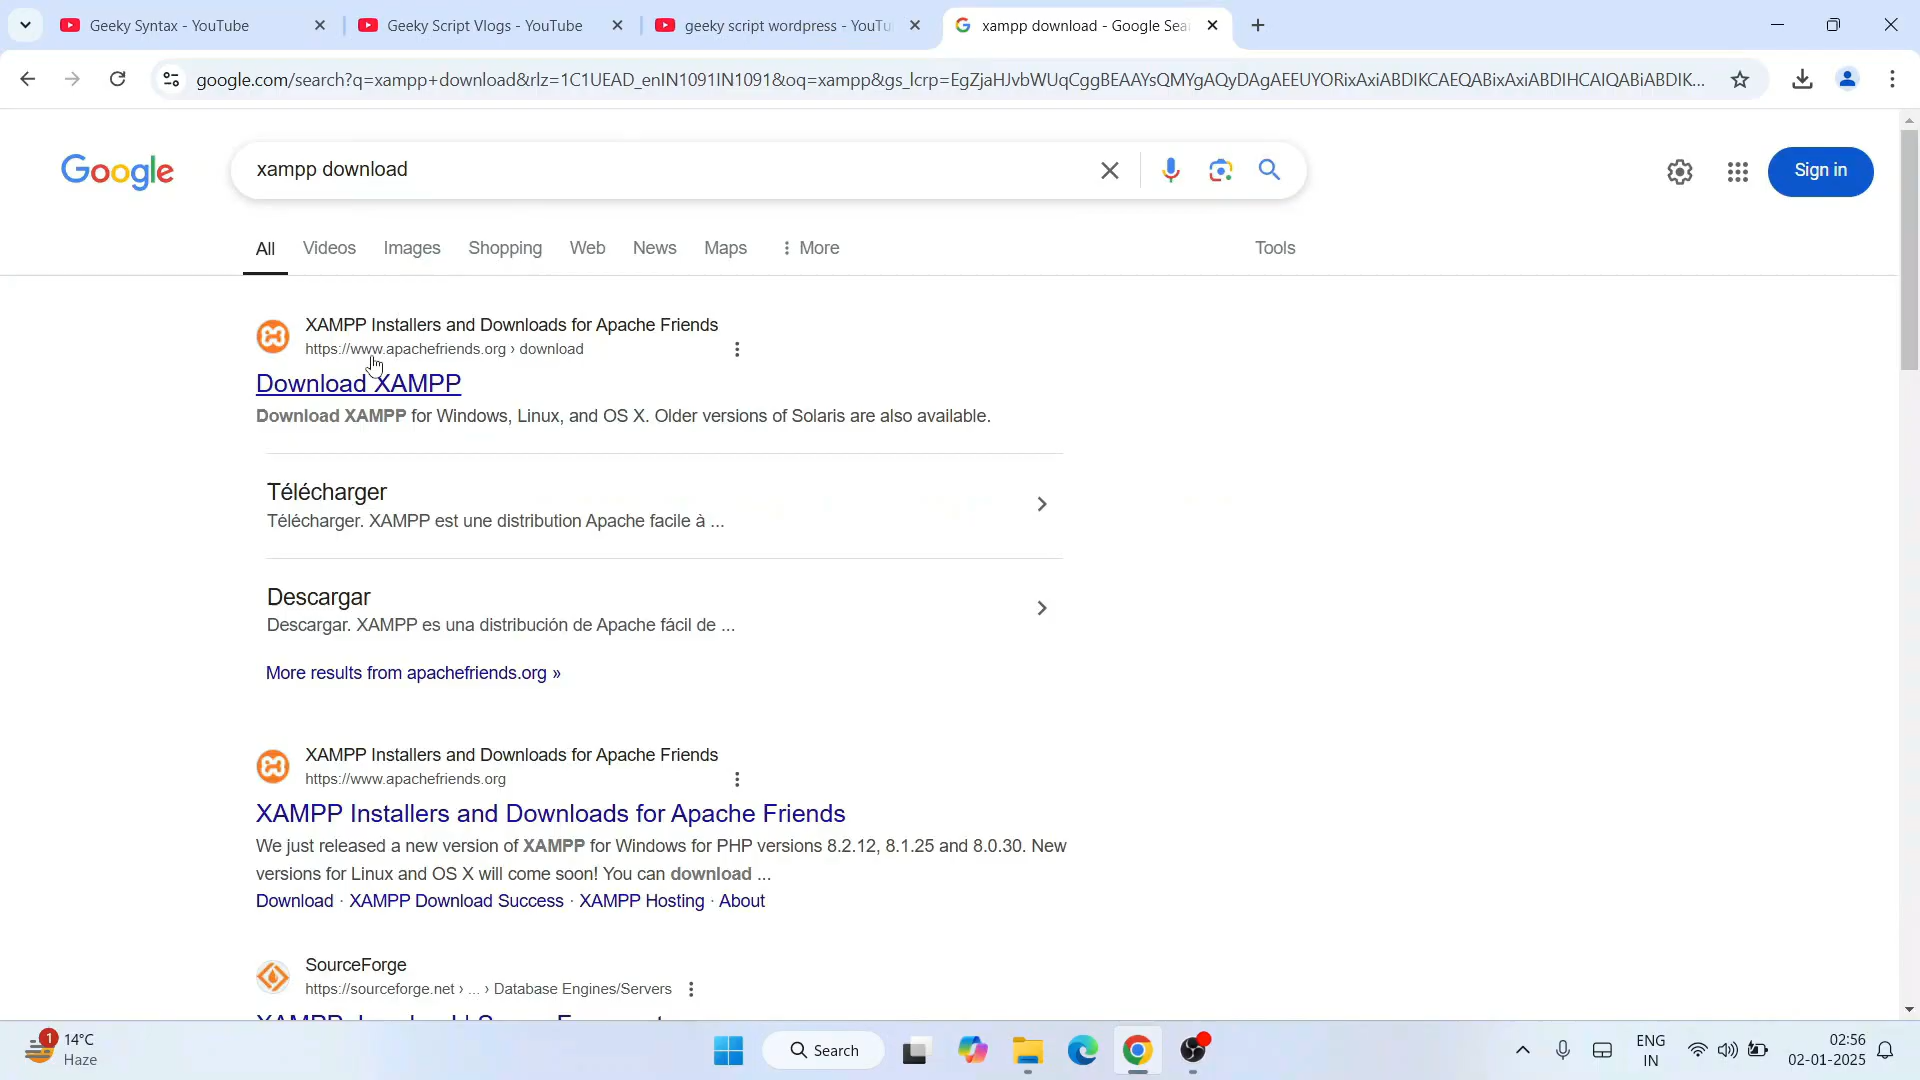 Geeky Syntax - YouTube
Geeky Script Vlogs - YouTube
geeky script wordpress - YouTu
xampp download - Google Sea
google.com/search?q=xampp+download&rlz=1C1UEAD_enIN1091IN1091&oq=xampp&gs_lcrp=EgZjaHJvbWUqCggBEAAYsQMYgAQyDAgAEEUYORixAxiABDIKCAEQABixAxiABDIHCAIQABiABDIK...
Google
xampp download
Sign in
All
Videos
Images
Shopping
Web
News
Maps
More
Tools
XAMPP Installers and Downloads for Apache Friends
https://www.apachefriends.org › download
Download XAMPP
Download XAMPP for Windows, Linux, and OS X. Older versions of Solaris are also available.
Télécharger
Télécharger. XAMPP est une distribution Apache facile à ...
Descargar
Descargar. XAMPP es una distribución de Apache fácil de ...
More results from apachefriends.org »
XAMPP Installers and Downloads for Apache Friends
https://www.apachefriends.org
XAMPP Installers and Downloads for Apache Friends
We just released a new version of XAMPP for Windows for PHP versions 8.2.12, 8.1.25 and 8.0.30. New
versions for Linux and OS X will come soon! You can download ...
Download · XAMPP Download Success · XAMPP Hosting · About
SourceForge
https://sourceforge.net › ... › Database Engines/Servers
1
14°C
Haze
Search
ENG
IN
02:56
02-01-2025